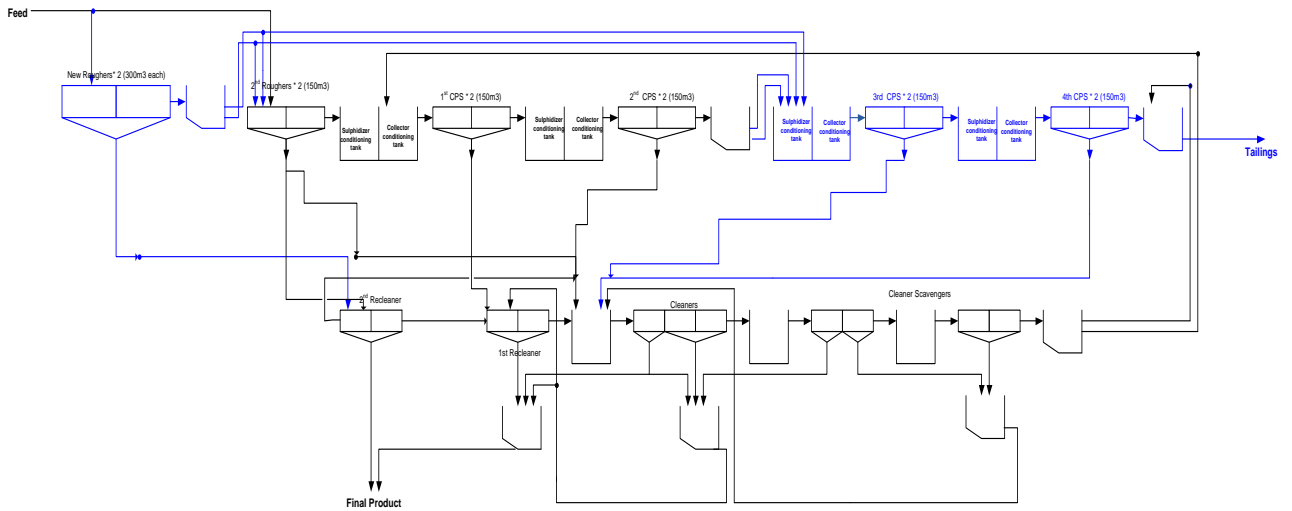 Feed
New Raughers* 2 (300m3 each)
2nd Roughers * 2 (150m3)
1st CPS * 2 (150m3)
2nd CPS * 2 (150m3)
3rd CPS * 2 (150m3)
4th CPS * 2 (150m3)
Sulphidizer
conditioning
tank
Collector
conditioning
tank
Sulphidizer
conditioning
tank
Collector
conditioning
tank
Sulphidizer
conditioning
tank
Collector
conditioning
tank
Sulphidizer
conditioning
tank
Collector
conditioning
tank
Tailings
2nd Recleaner
1st Recleaner
Cleaners
Cleaner Scavengers
Final Product